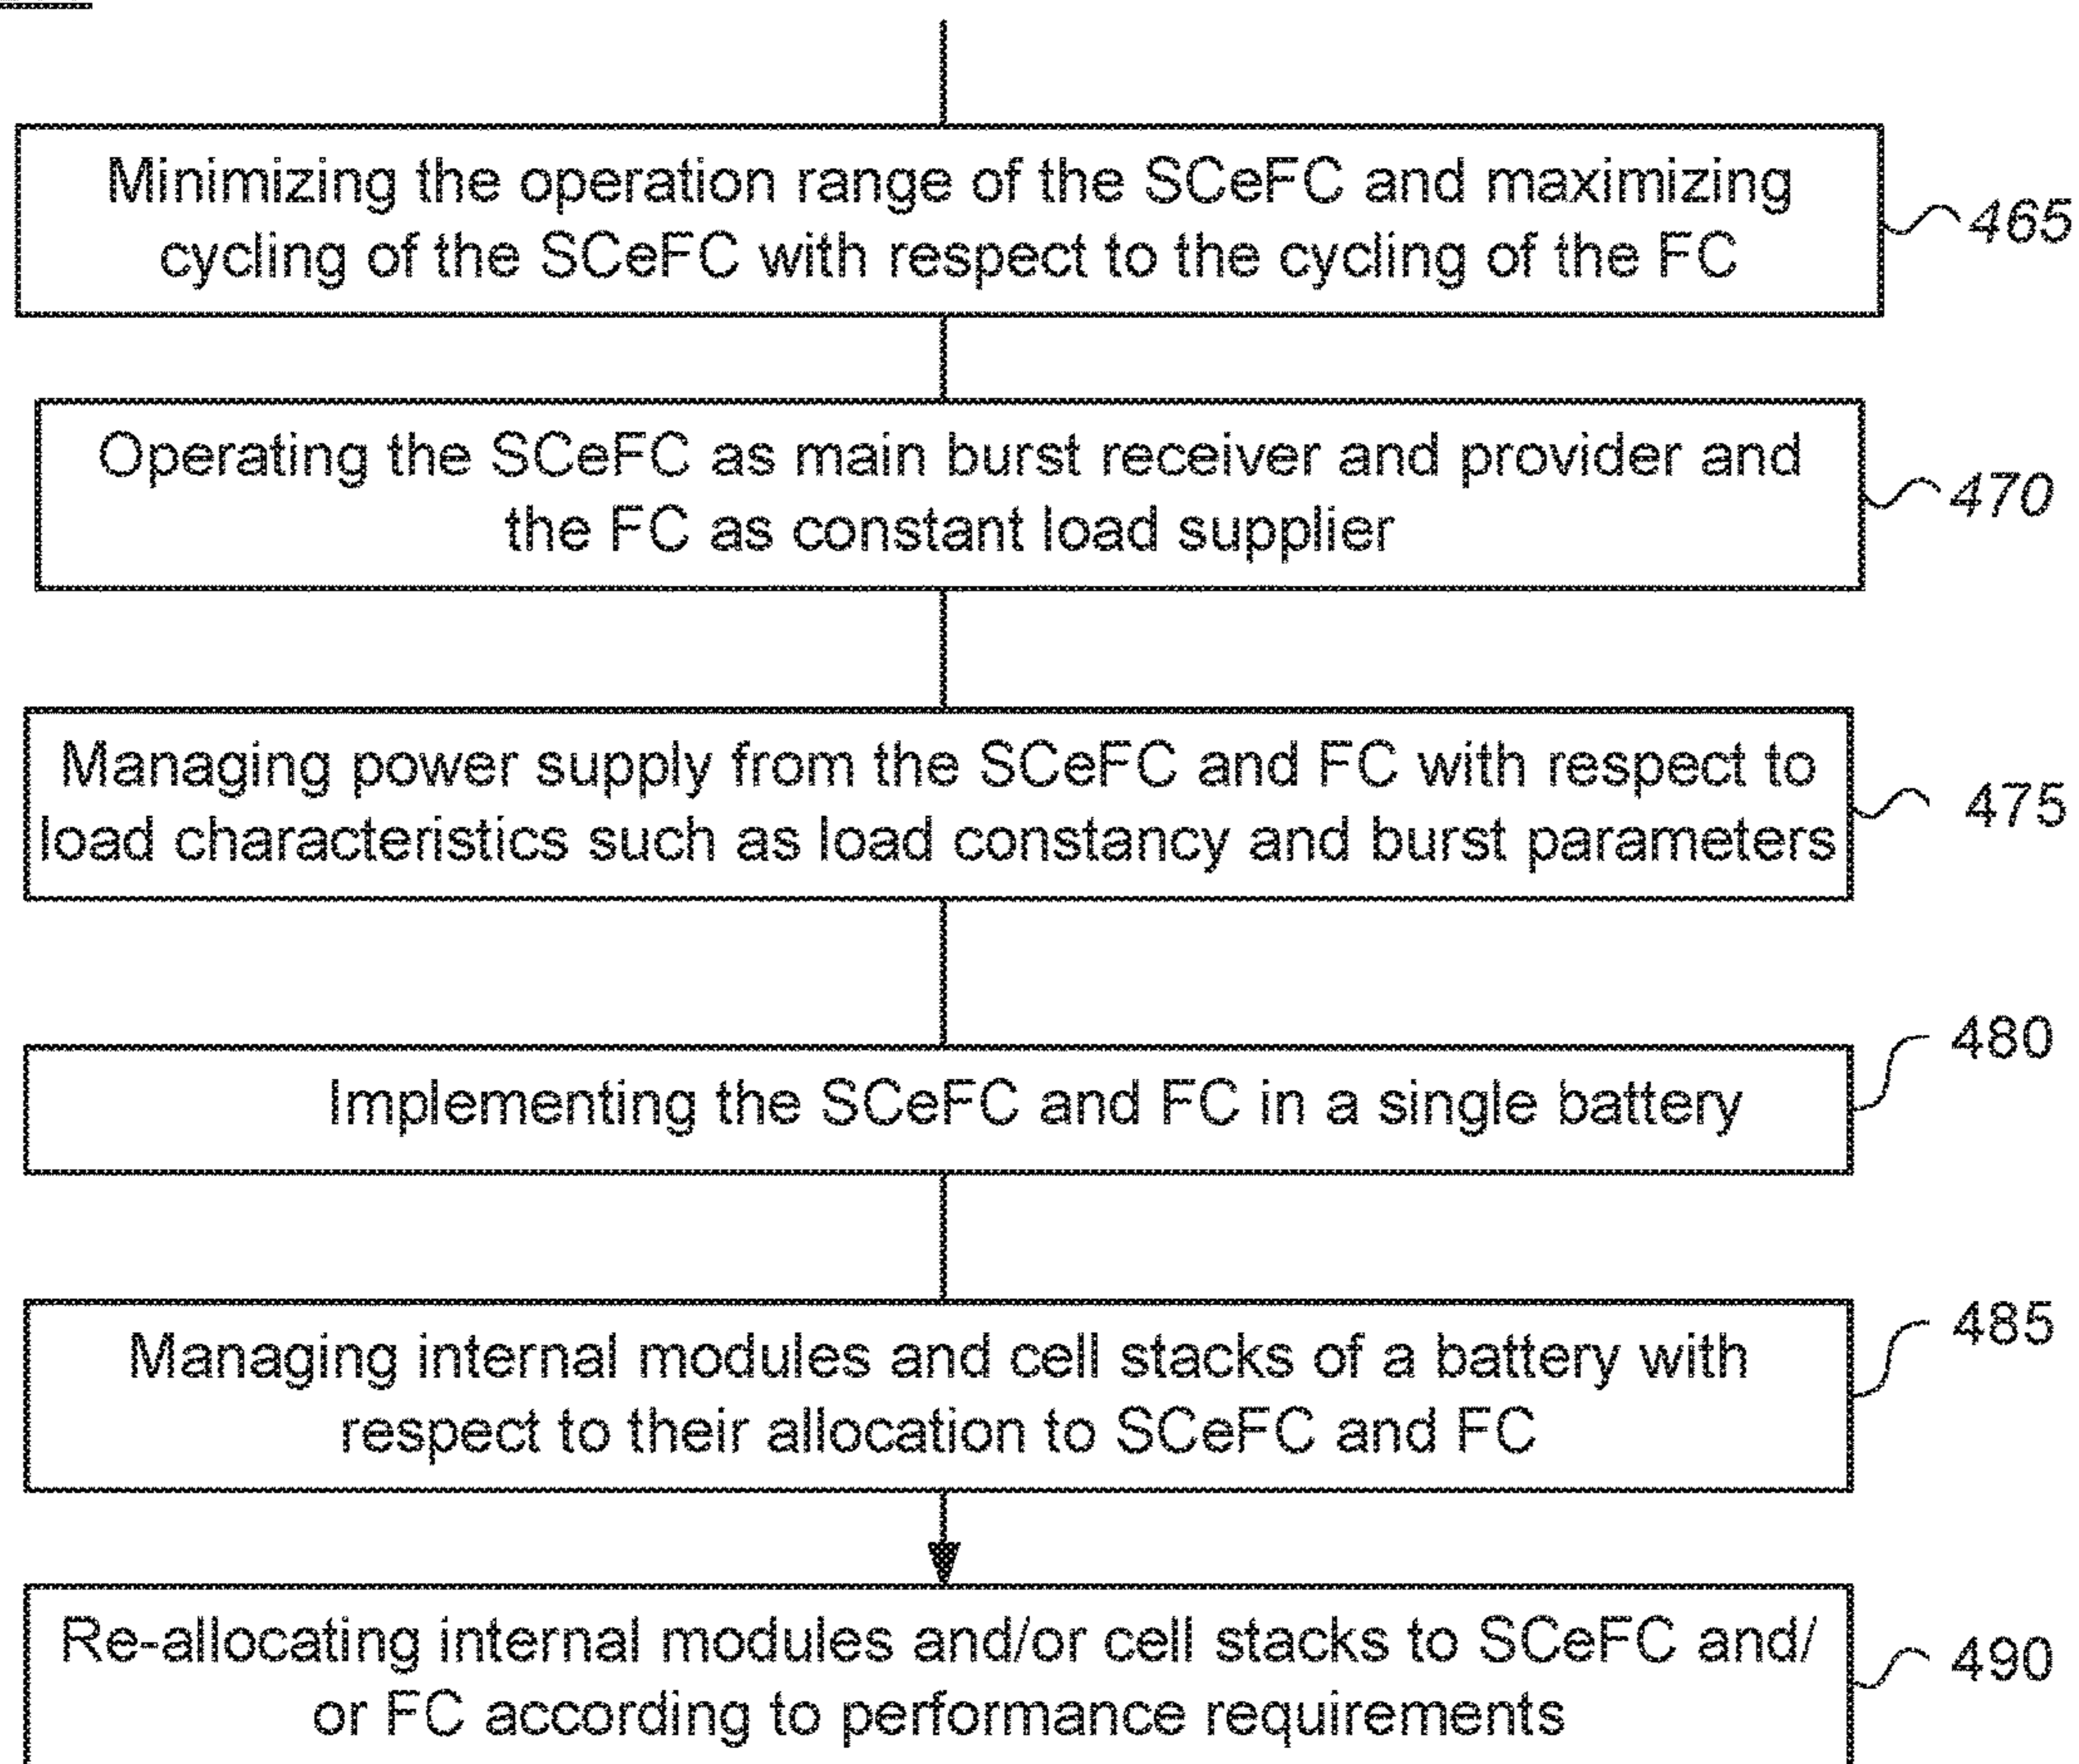 Minimizing the operation range of the SCeFC and maximizing
cycling of the SCeFC with respect to the cycling of the FC
465
Operating the SCeFC as main burst receiver and provider and
the FC as constant load supplier
470
Managing power supply from the SCeFC and FC with respect to
load characteristics such as load constancy and burst parameters
475
Implementing the SCeFC and FC in a single battery
480
Managing internal modules and cell stacks of a battery with
respect to their allocation to SCeFC and FC
485
Re-allocating internal modules and/or cell stacks to SCeFC and/
or FC according to performance requirements
490